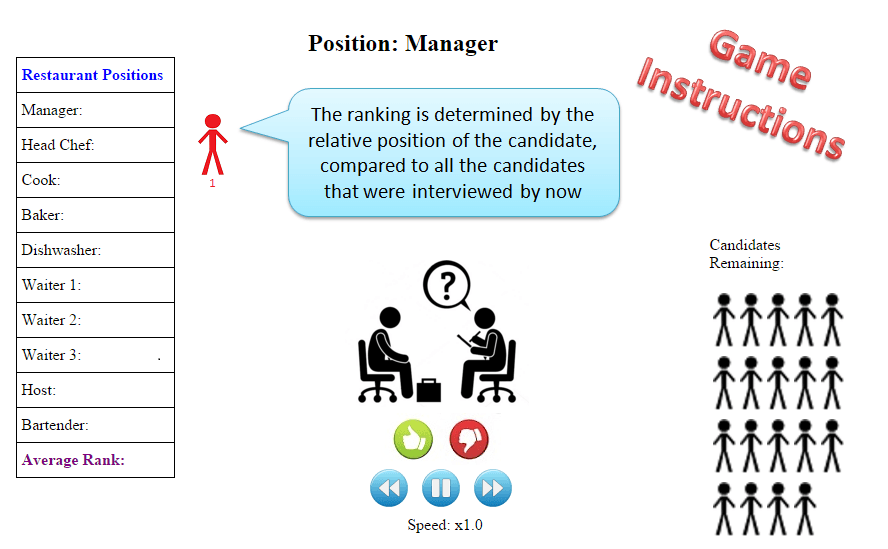 Position: Manager
Game
Instructions
Restaurant Positions
Manager:
Head Chef:
Cook:
Baker:
Dishwasher:
Waiter 1:
Waiter 2:
Waiter 3: .
Host:
Bartender:
Average Rank:
1
The ranking is determined by the
relative position of the candidate,
compared to all the candidates
that were interviewed by now
?
Candidates
Remaining:
Speed: x1.0